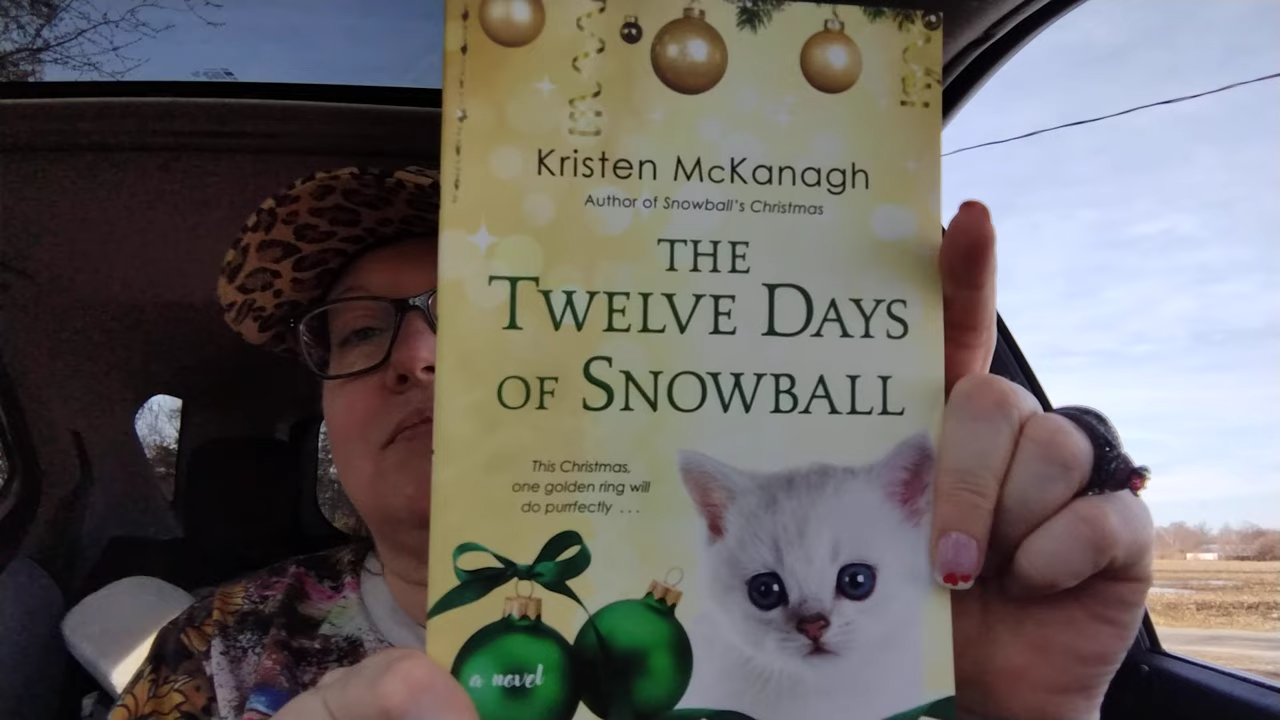 Kristen McKanagh
Author of Snowball's Christmas
THE
TWELVE DAYS
OF SNOWBALL
This Christmas,
one golden ring will
do purrfectly . . .
a novel